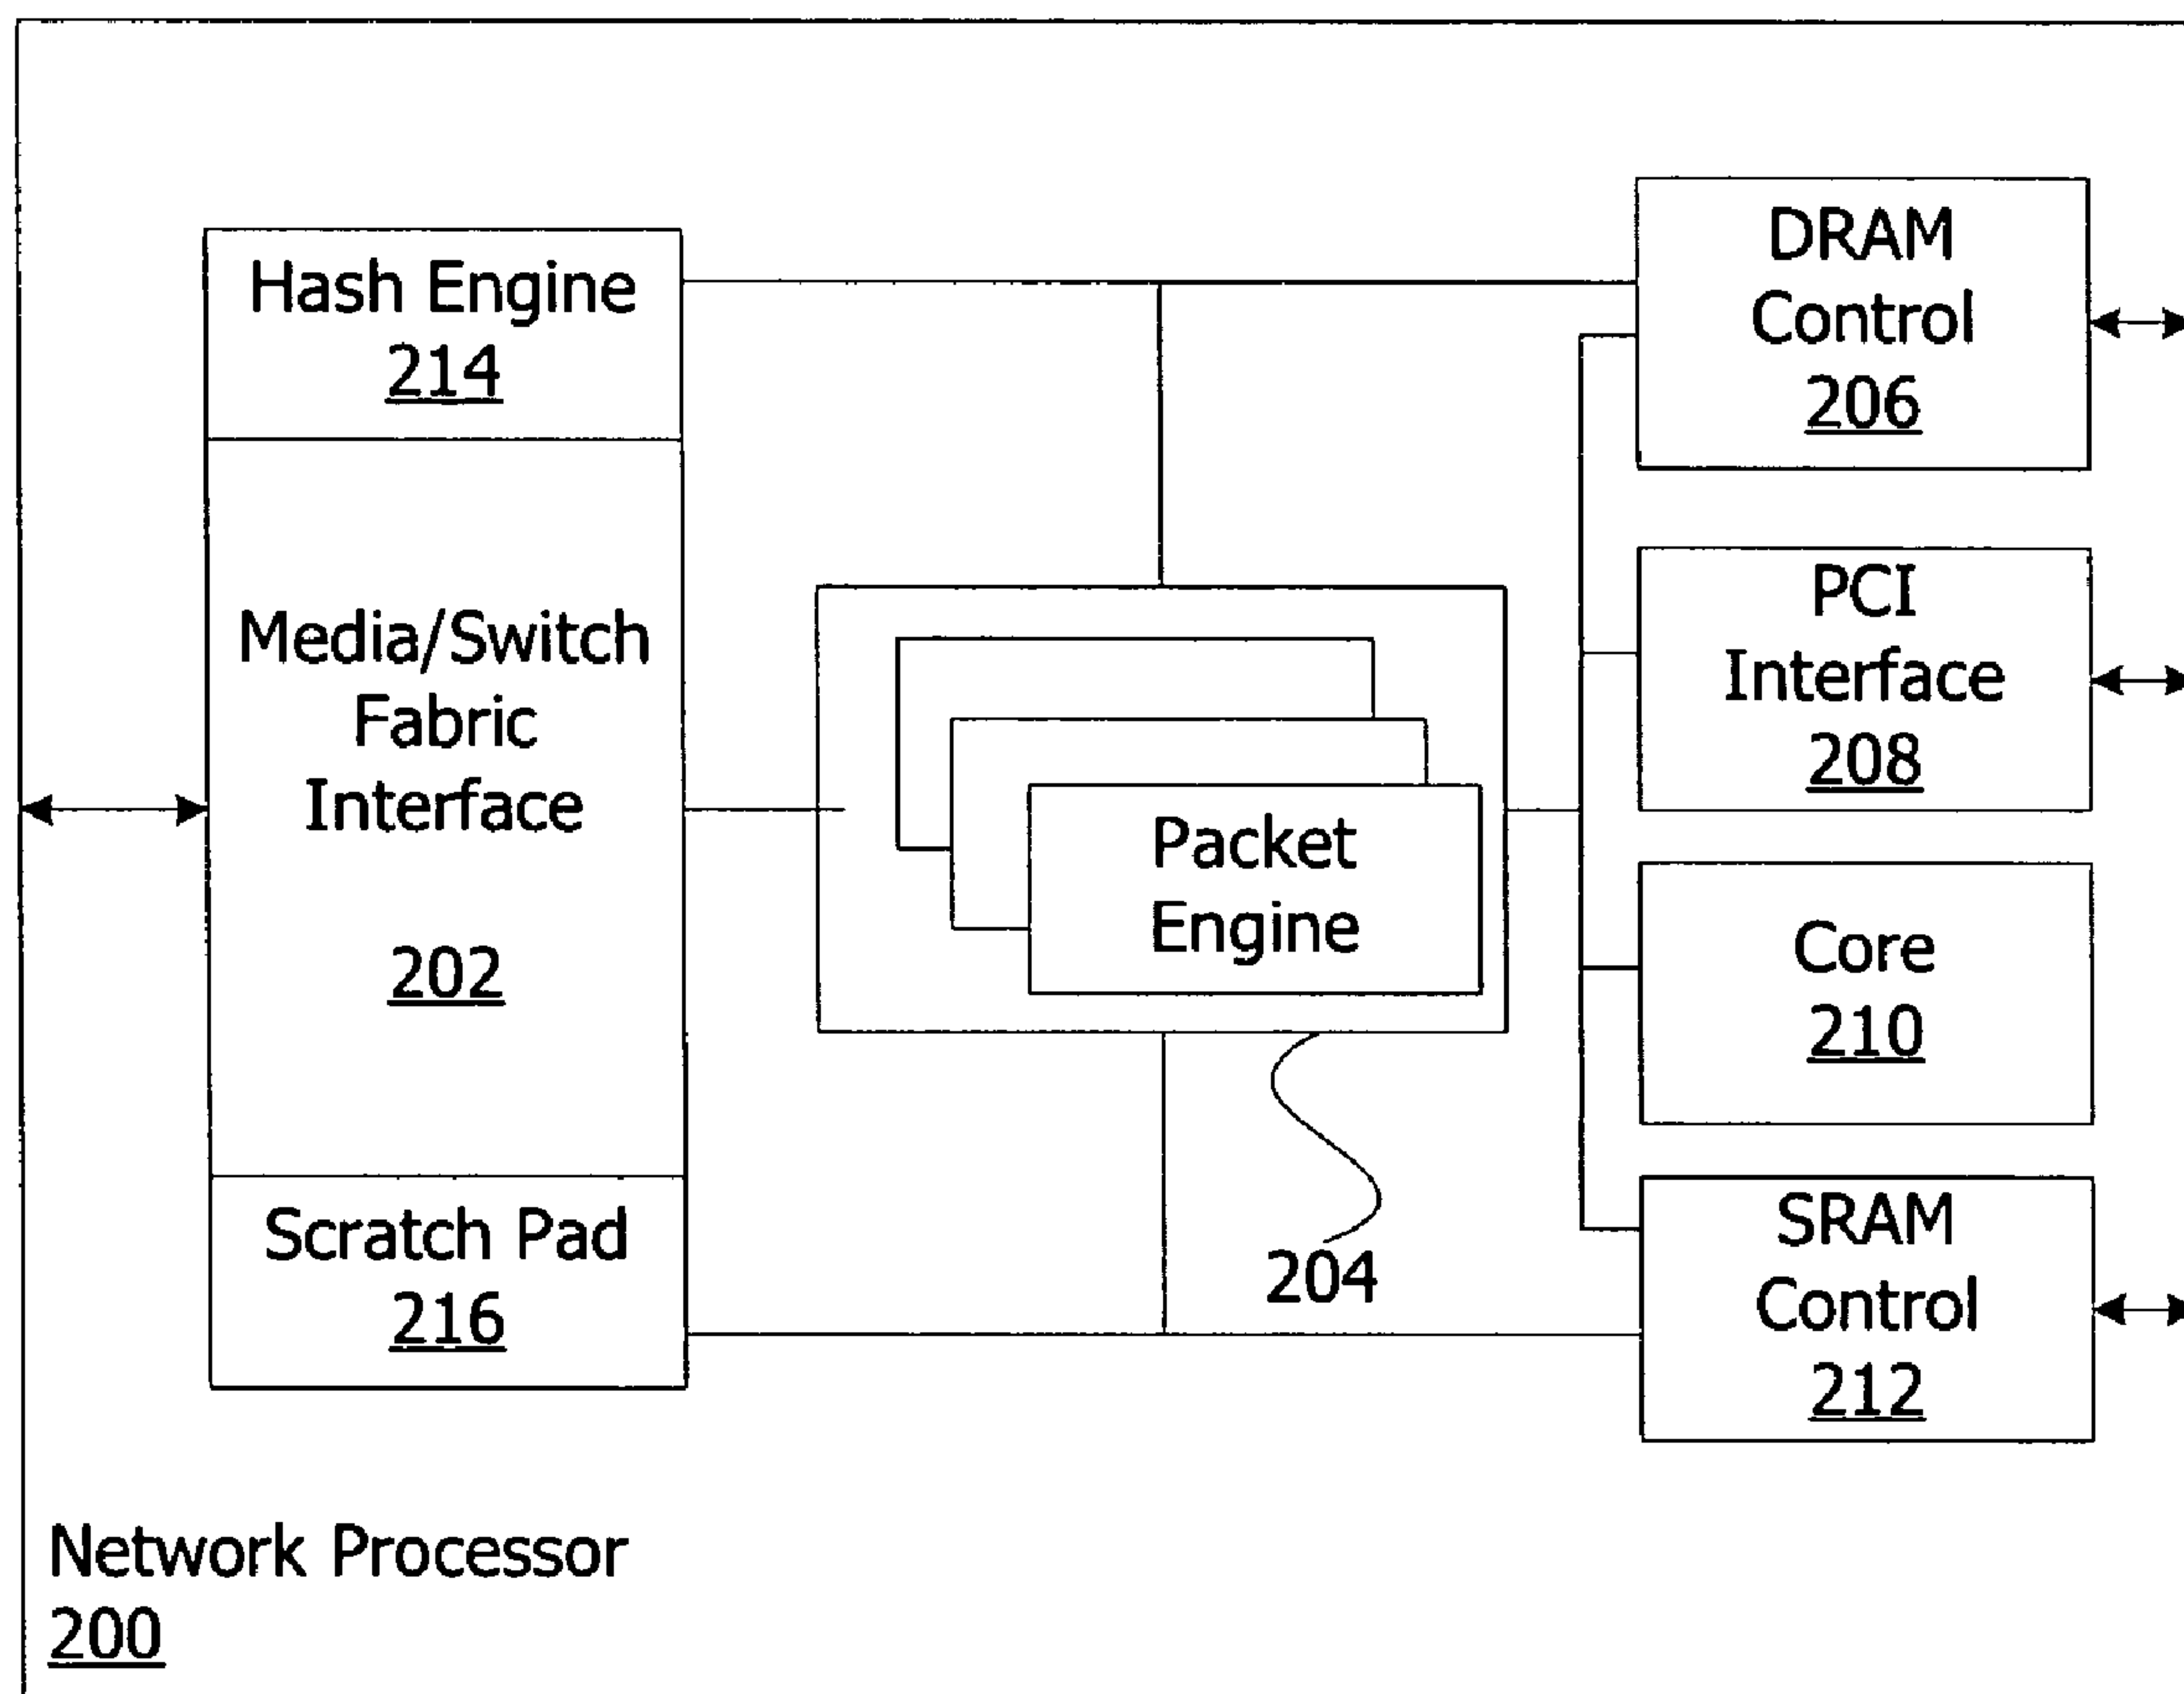 Hash Engine
214
Media/Switch
Fabric
Interface
202
Scratch Pad
216
Packet
Engine
204
DRAM
Control
206
PCI
Interface
208
Core
210
SRAM
Control
212
Network Processor
200